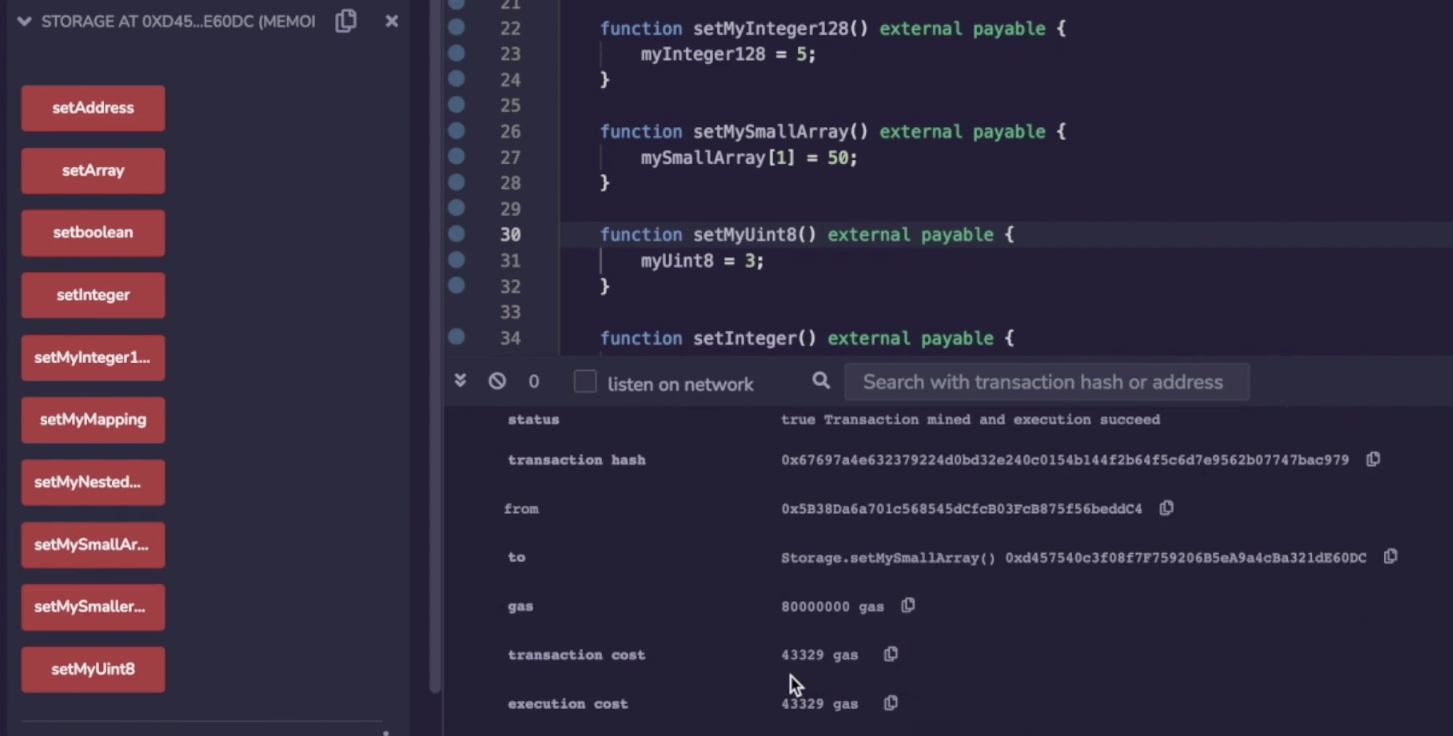 STORAGE AT 0XD45...E60DC (MEMOI
setAddress
setArray
setboolean
setInteger
setMyInteger1...
setMyMapping
setMyNested...
setMySmallAr...
setMySmaller...
setMyUint8
21
22 function setMyInteger128() external payable {
23 myInteger128 = 5;
24 }
25
26 function setMySmallArray() external payable {
27 mySmallArray[1] = 50;
28 }
29
30 function setMyUint8() external payable {
31 myUint8 = 3;
32 }
33
34 function setInteger() external payable {
0 listen on network Search with transaction hash or address
status true Transaction mined and execution succeed
transaction hash 0x67697a4e632379224d0bd32e240c0154b144f2b64f5c6d7e9562b07747bac979
from 0x5B38Da6a701c568545dCfcB03FcB875f56beddC4
to Storage.setMySmallArray() 0xd457540c3f08f7F759206B5eA9a4cBa321dE60DC
gas 80000000 gas
transaction cost 43329 gas
execution cost 43329 gas